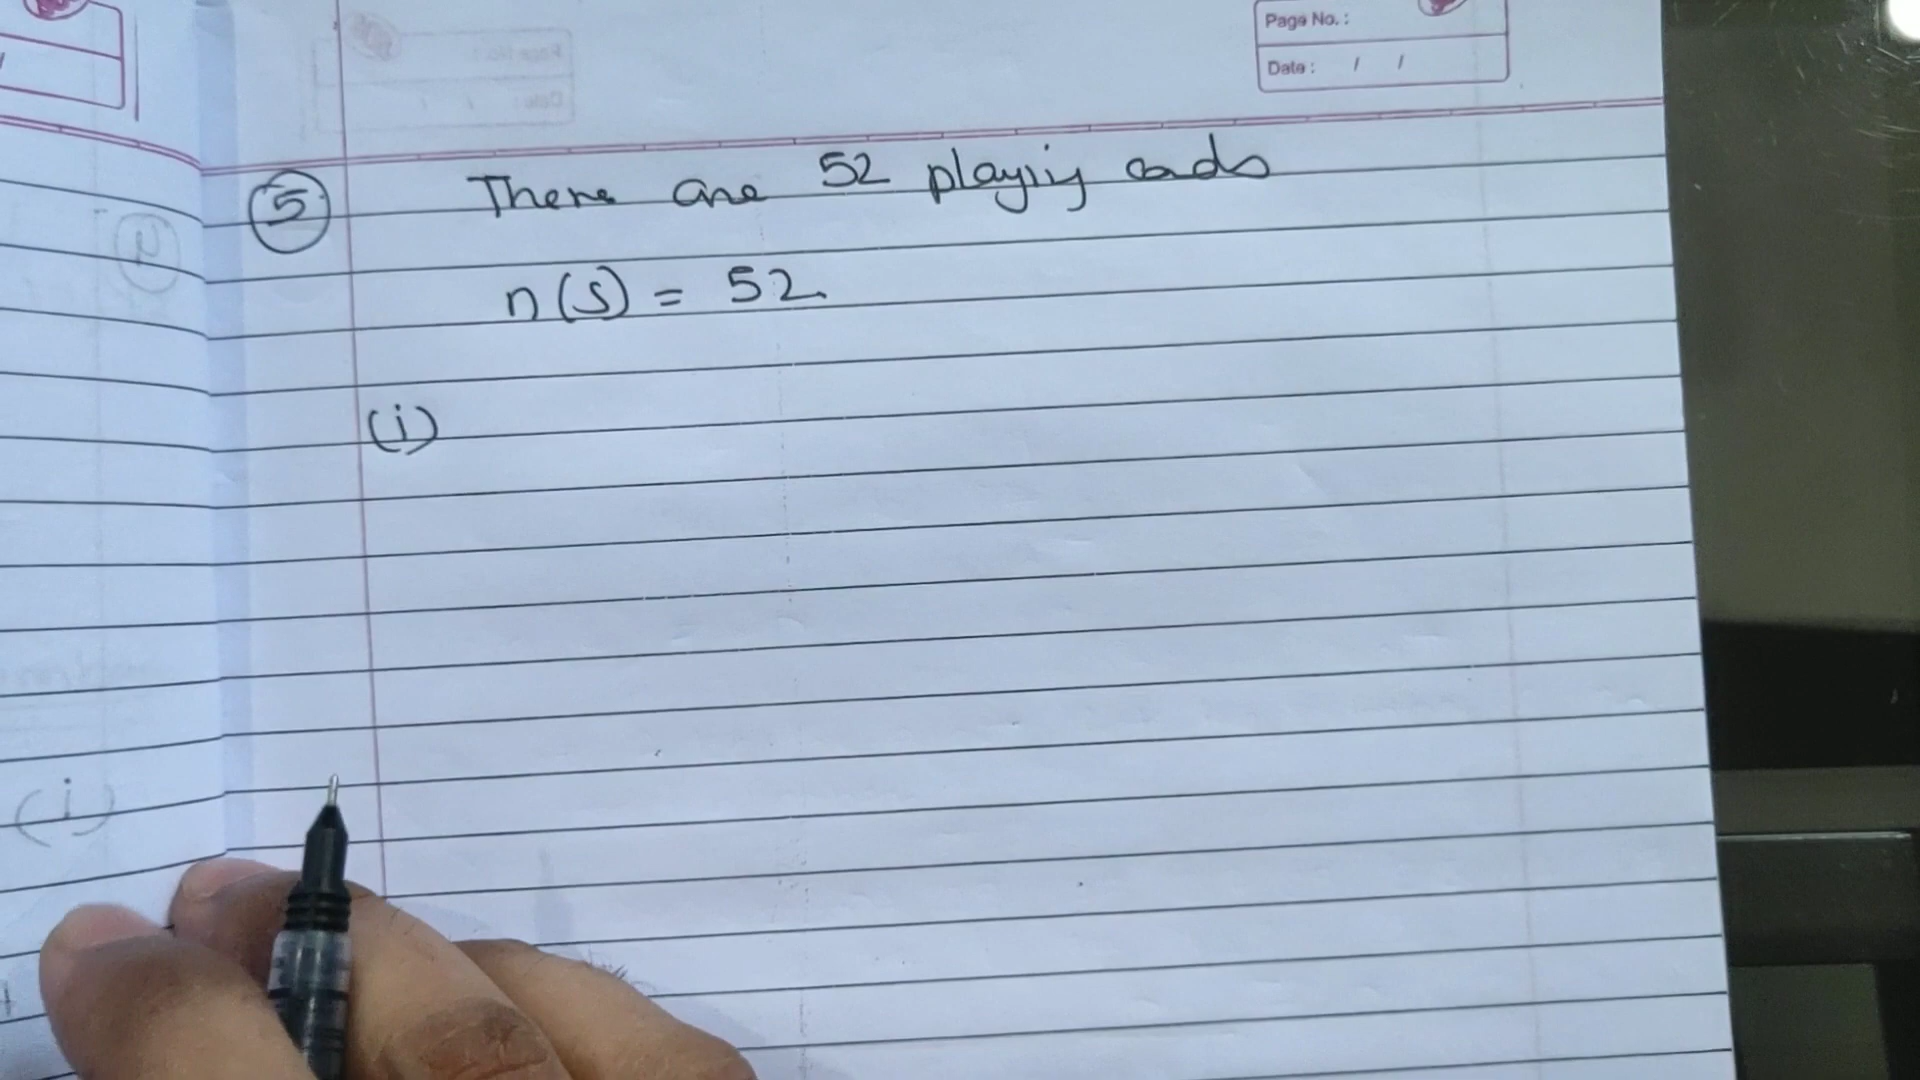 Page No. :
Date : / /
5 There are 52 playing cards
n(S) = 52
(i)
(i)